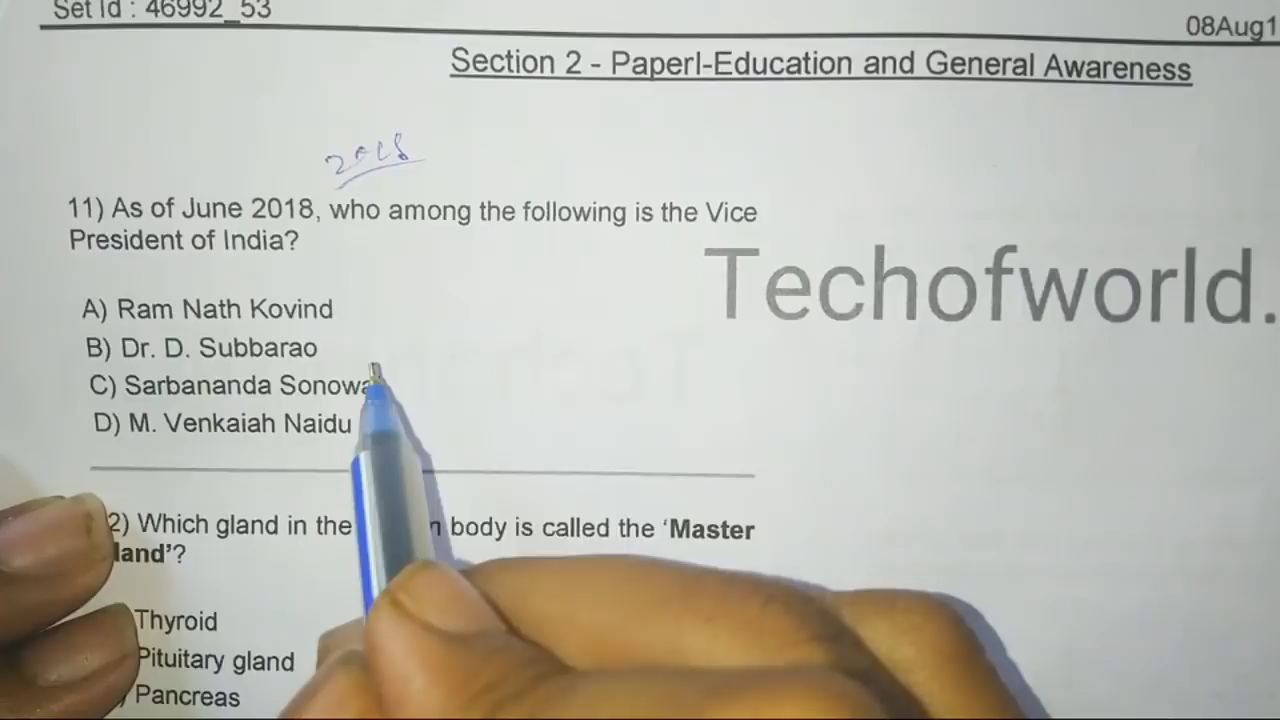 Set Id : 46992_53
08Aug1
Section 2 - PaperI-Education and General Awareness
2018
11) As of June 2018, who among the following is the Vice
President of India?
Techofworld.
A) Ram Nath Kovind
B) Dr. D. Subbarao
C) Sarbananda Sonowa
D) M. Venkaiah Naidu
2) Which gland in the n body is called the ‘Master
land’?
Thyroid
Pituitary gland
Pancreas